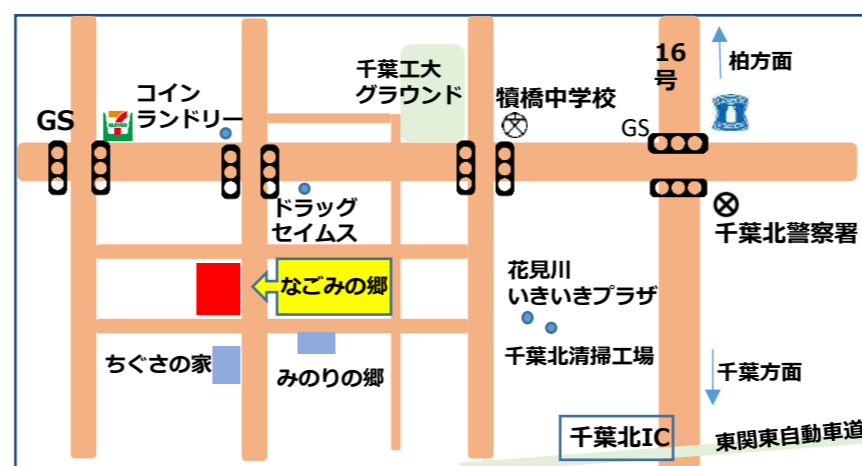 16
号
柏方面
千葉工大
グラウンド
コイン
ランドリー
犢橋中学校
GS
7
ELEVEN
GS
ドラッグ
セイムス
千葉北警察署
なごみの郷
花見川
いきいきプラザ
ちぐさの家
みのりの郷
千葉北清掃工場
千葉方面
千葉北IC
東関東自動車道